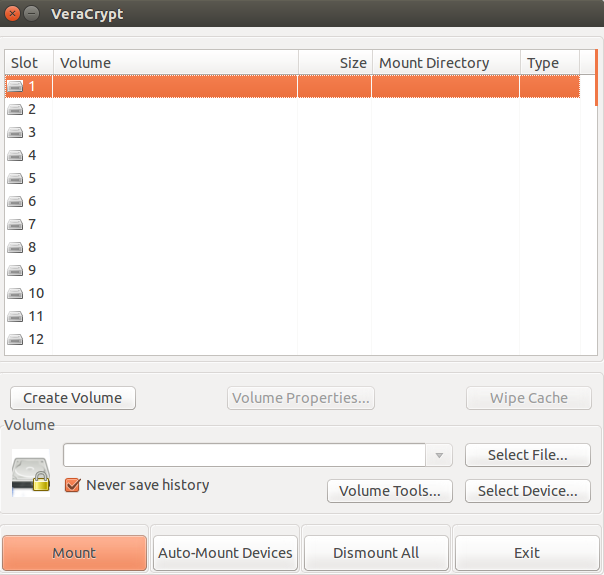 VeraCrypt
Slot Volume Size Mount Directory Type
1
2
3
4
5
6
7
8
9
10
11
12
Create Volume Volume Properties... Wipe Cache
Volume
Select File...
Never save history
Volume Tools... Select Device...
Mount Auto-Mount Devices Dismount All Exit